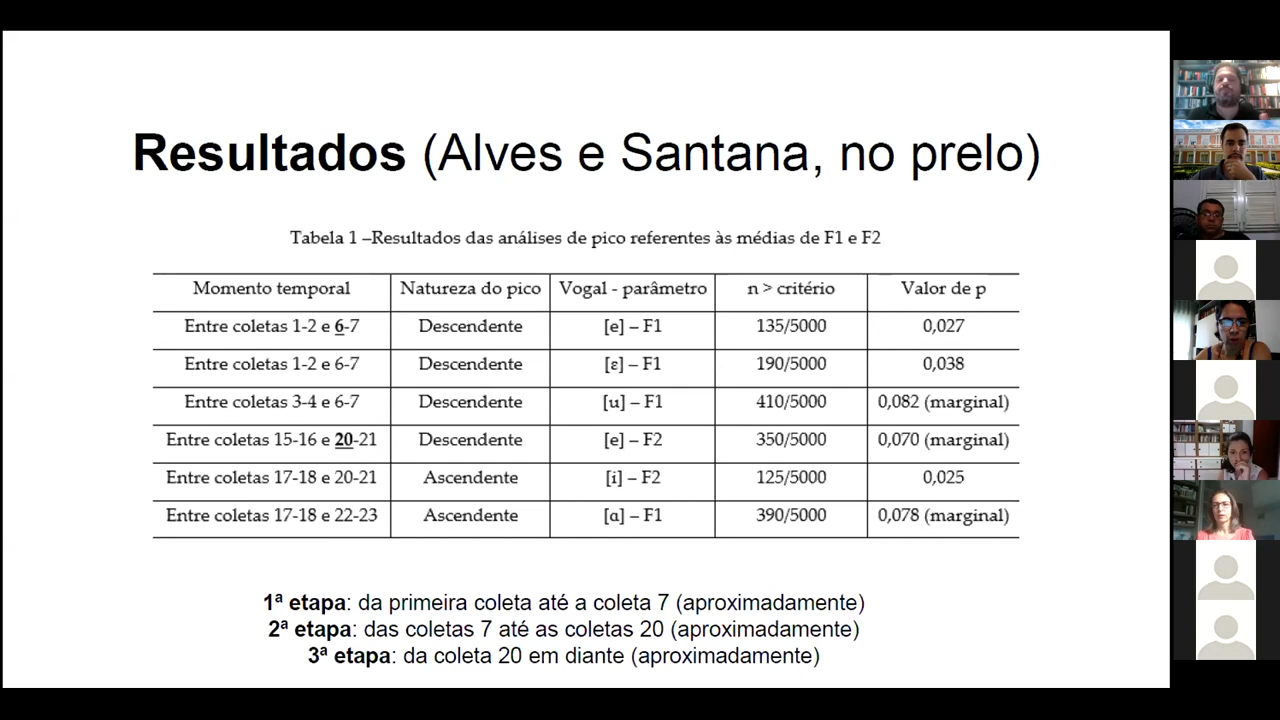 Resultados (Alves e Santana, no prelo)
Tabela 1 –Resultados das análises de pico referentes às médias de F1 e F2
Momento temporal Natureza do pico Vogal - parâmetro n > critério Valor de p
Entre coletas 1-2 e 6-7 Descendente [e] – F1 135/5000 0,027
Entre coletas 1-2 e 6-7 Descendente [ɛ] – F1 190/5000 0,038
Entre coletas 3-4 e 6-7 Descendente [u] – F1 410/5000 0,082 (marginal)
Entre coletas 15-16 e 20-21 Descendente [e] – F2 350/5000 0,070 (marginal)
Entre coletas 17-18 e 20-21 Ascendente [i] – F2 125/5000 0,025
Entre coletas 17-18 e 22-23 Ascendente [ɑ] – F1 390/5000 0,078 (marginal)
1ª etapa: da primeira coleta até a coleta 7 (aproximadamente)
2ª etapa: das coletas 7 até as coletas 20 (aproximadamente)
3ª etapa: da coleta 20 em diante (aproximadamente)